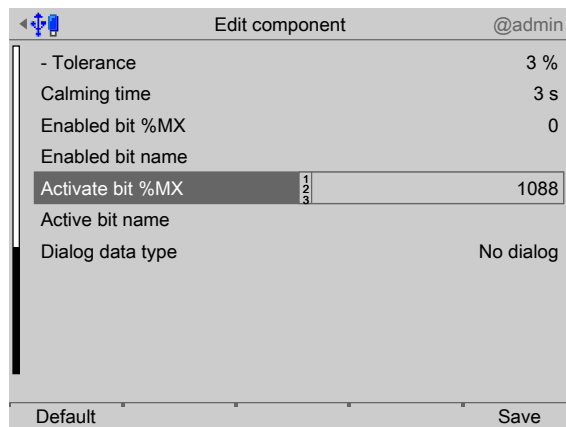 Edit component @admin
- Tolerance 3 %
Calming time 3 s
Enabled bit %MX 0
Enabled bit name
Activate bit %MX 1 2 3 1088
Active bit name
Dialog data type No dialog
Default Save